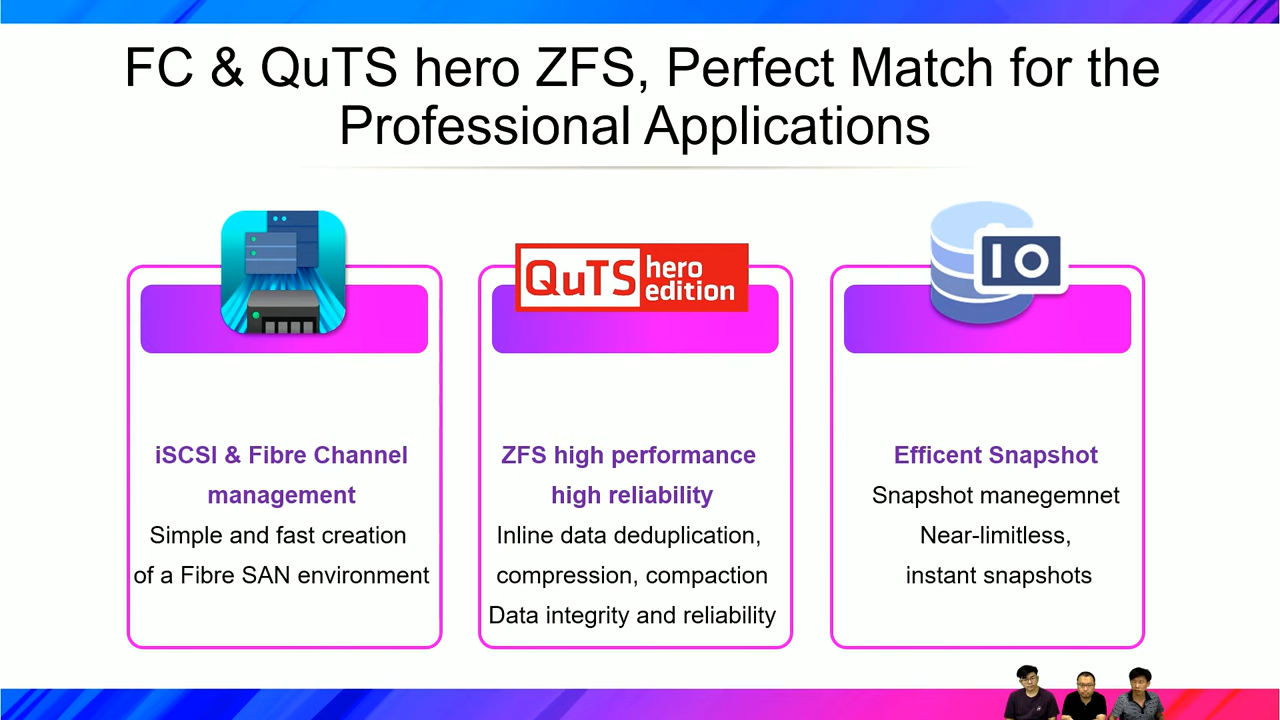 FC & QuTS hero ZFS, Perfect Match for the
Professional Applications
QuTS hero edition
IO
iSCSI & Fibre Channel
management
Simple and fast creation
of a Fibre SAN environment
ZFS high performance
high reliability
Inline data deduplication,
compression, compaction
Data integrity and reliability
Efficent Snapshot
Snapshot manegemnet
Near-limitless,
instant snapshots